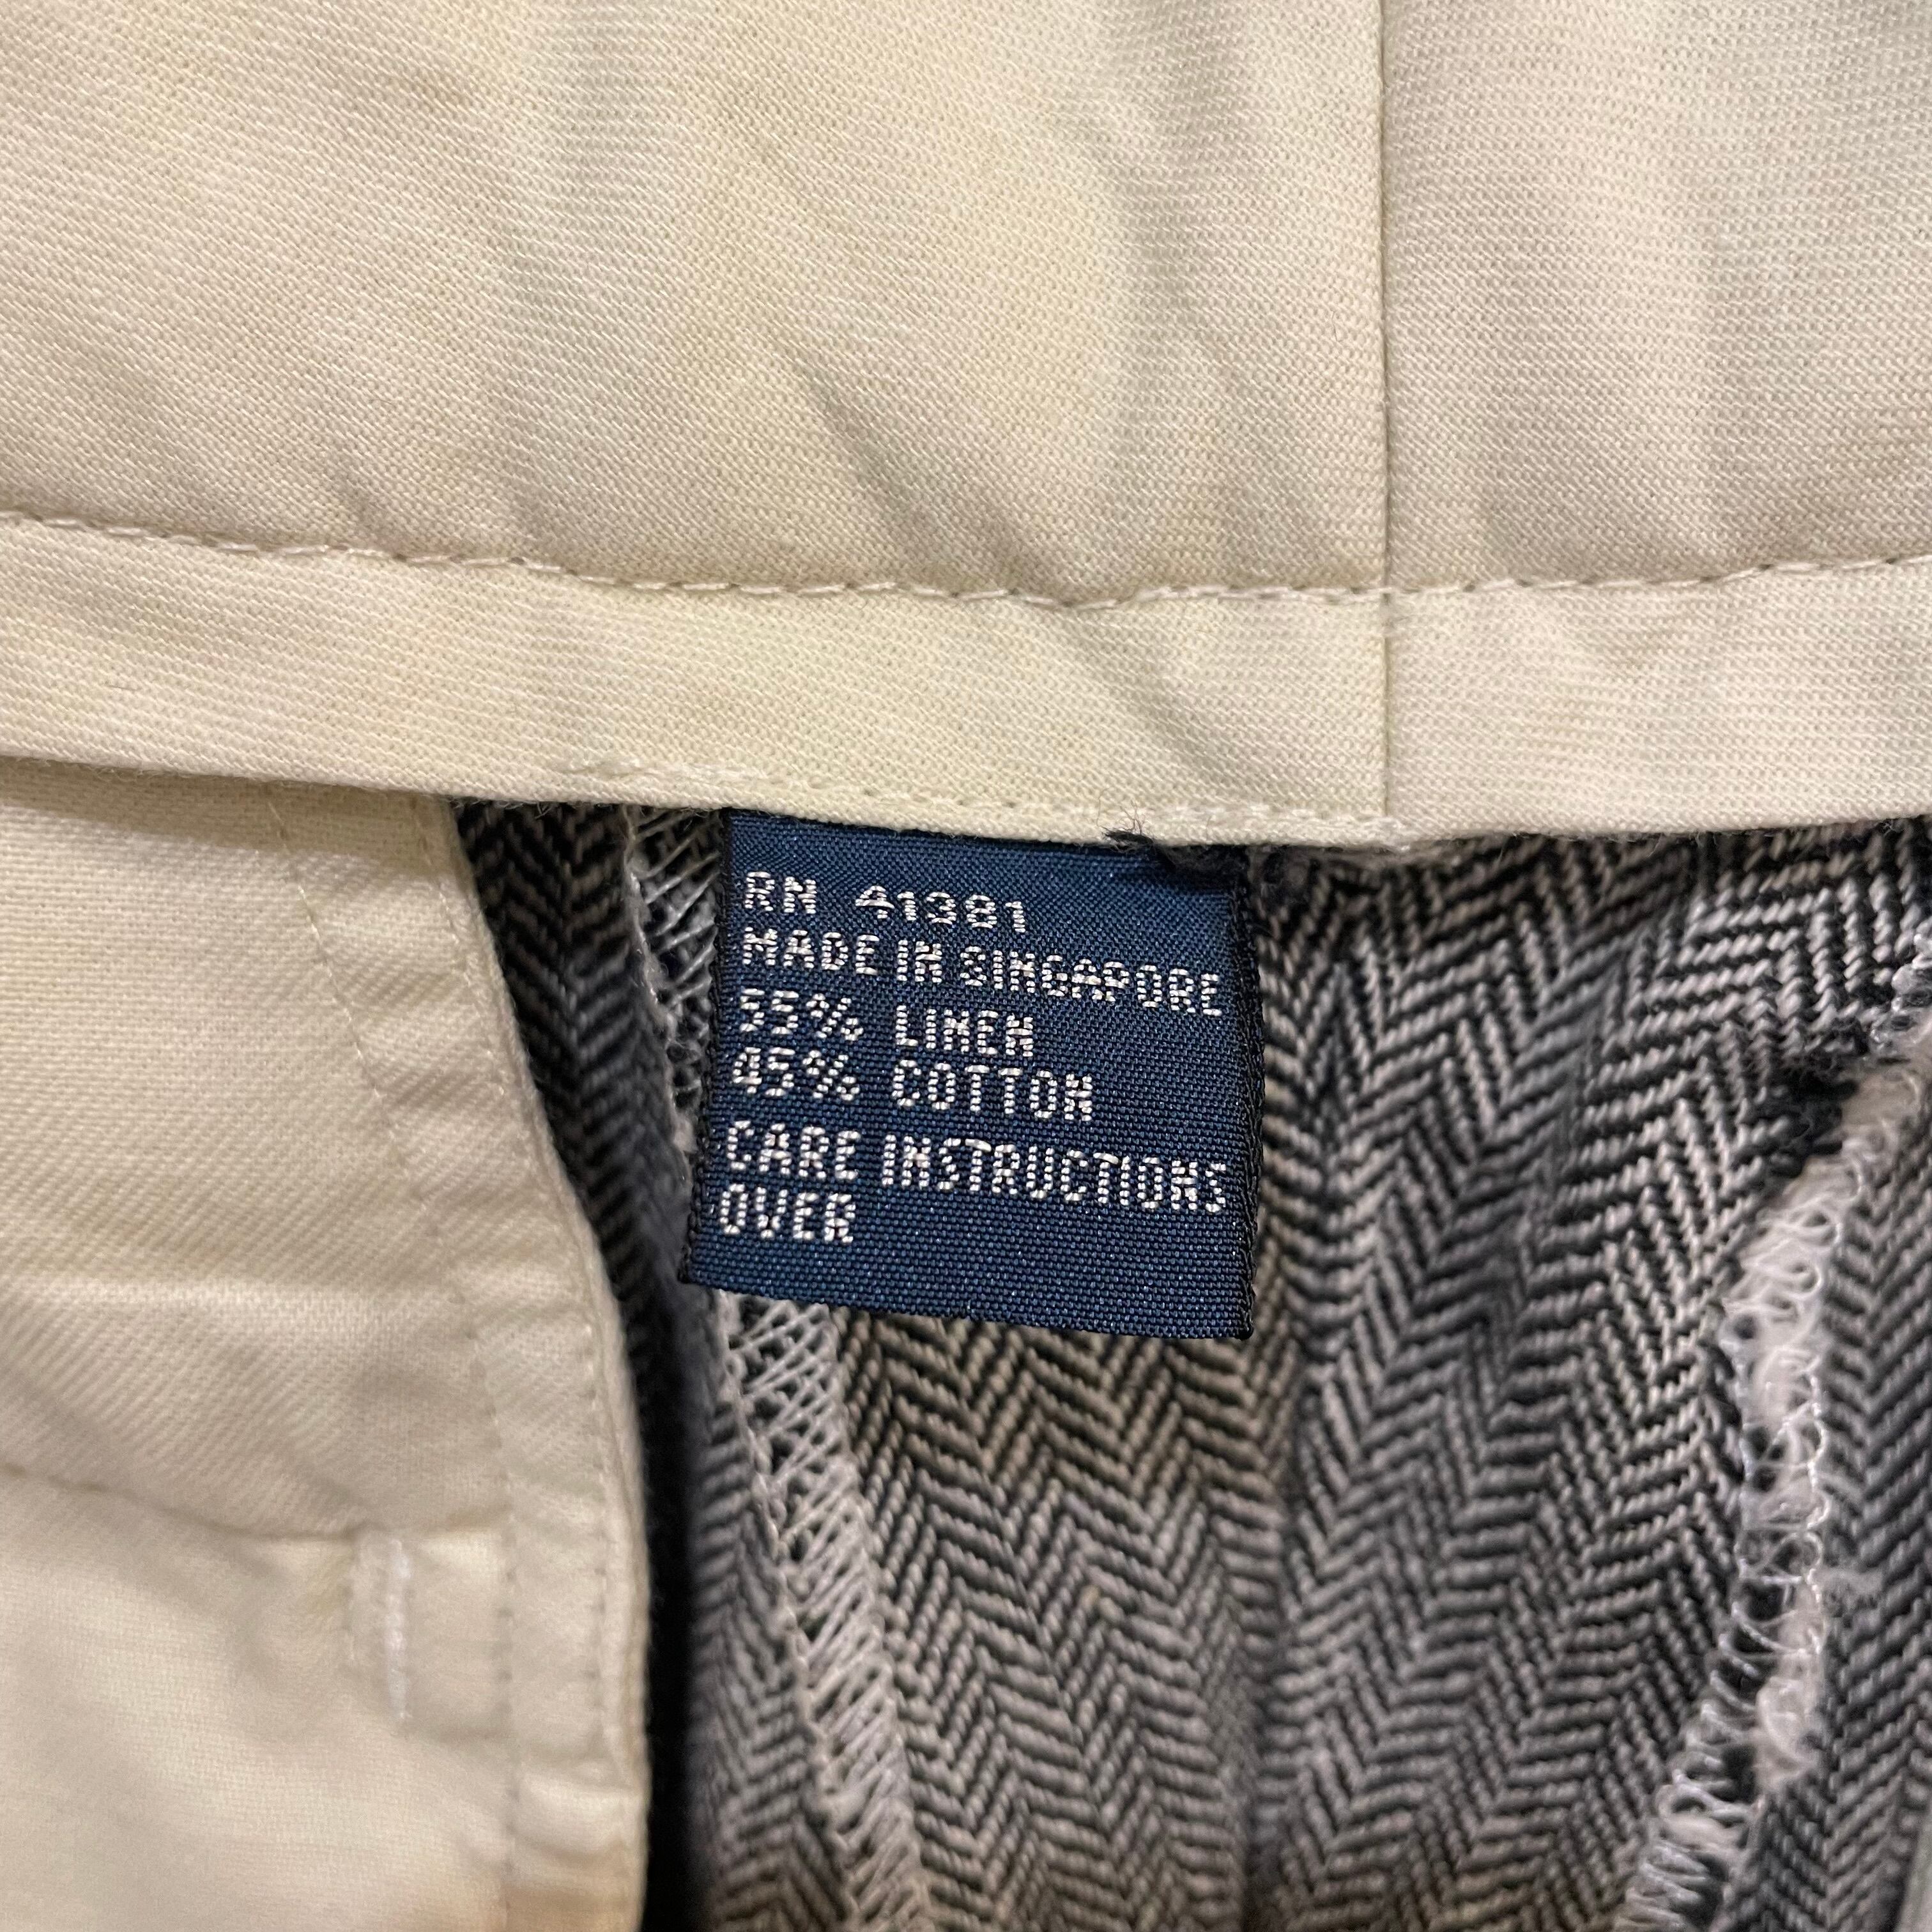 RN 41381
MADE IN SINGAPORE
55% LINEN
45% COTTON
CARE INSTRUCTIONS
OVER